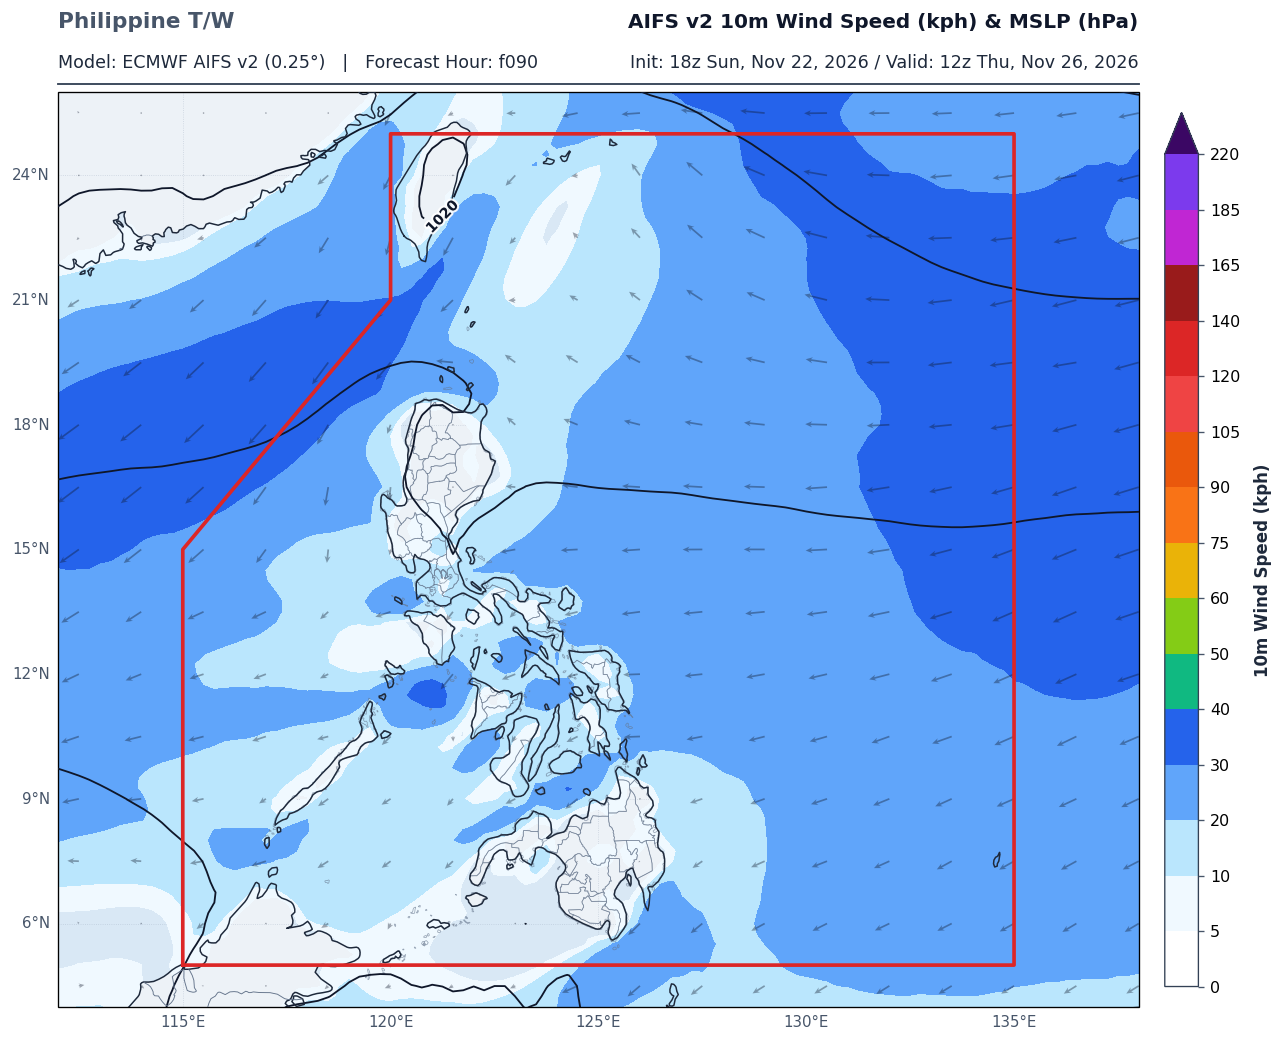 Philippine T/W
AIFS v2 10m Wind Speed (kph) & MSLP (hPa)
Model: ECMWF AIFS v2 (0.25°) | Forecast Hour: f090
Init: 18z Sun, Nov 22, 2026 / Valid: 12z Thu, Nov 26, 2026
24°N
21°N
18°N
15°N
12°N
9°N
6°N
1020
115°E
120°E
125°E
130°E
135°E
220
185
165
140
120
105
90
75
60
50
40
30
20
10
5
0
10m Wind Speed (kph)